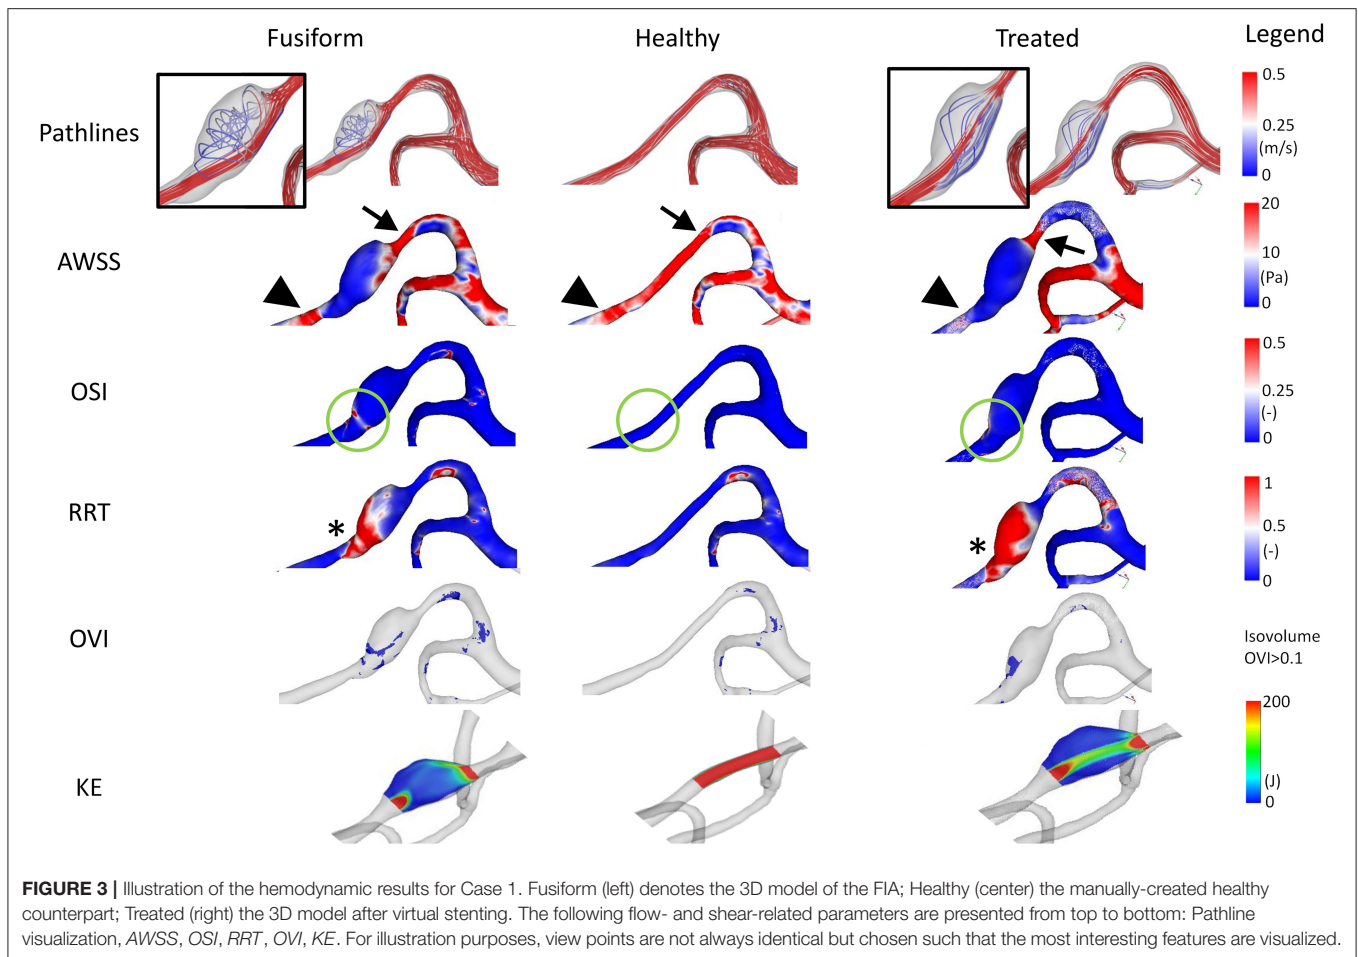 Fusiform
Healthy
Treated
Legend
Pathlines
0.5
0.25
(m/s)
0
AWSS
20
10
(Pa)
0
OSI
0.5
0.25
(-)
0
RRT
*
*
1
0.5
(-)
0
OVI
Isovolume
OVI>0.1
KE
200
(J)
0
FIGURE 3 | Illustration of the hemodynamic results for Case 1. Fusiform (left) denotes the 3D model of the FIA; Healthy (center) the manually-created healthy
counterpart; Treated (right) the 3D model after virtual stenting. The following flow- and shear-related parameters are presented from top to bottom: Pathline
visualization, AWSS, OSI, RRT, OVI, KE. For illustration purposes, view points are not always identical but chosen such that the most interesting features are visualized.